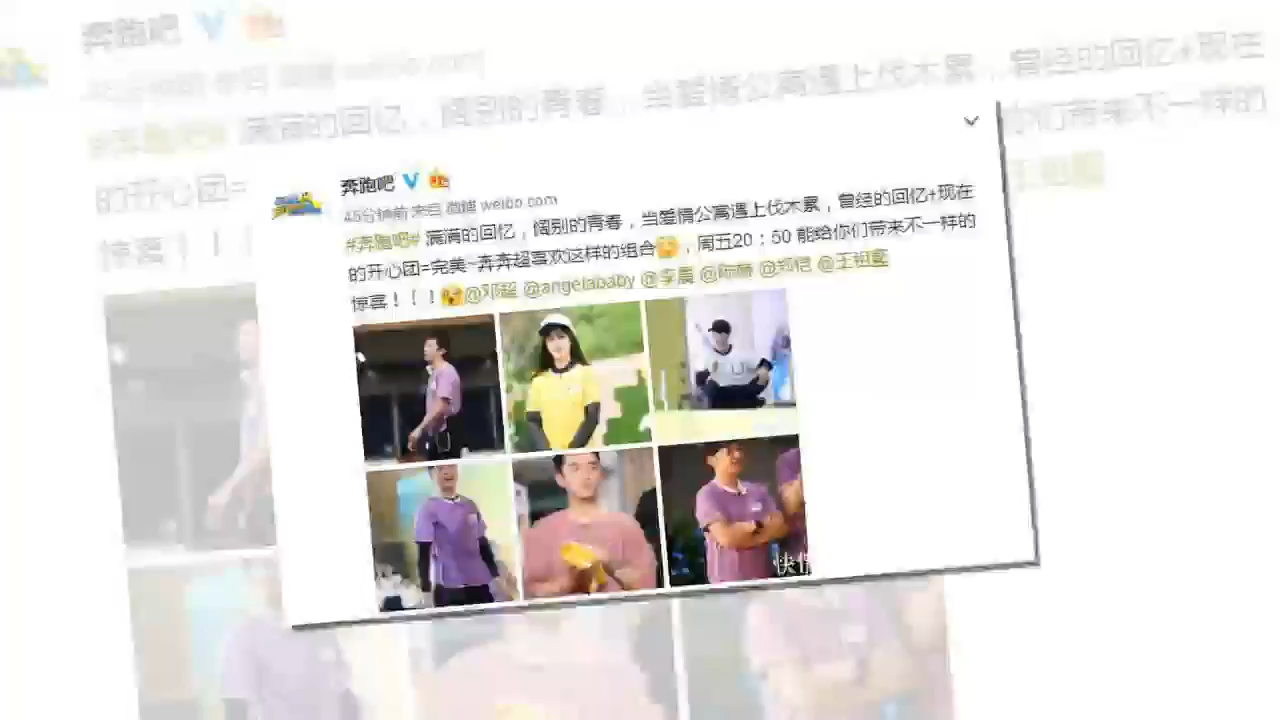 奔跑吧
45分钟前 来自 微博 weibo.com
#奔跑吧# 满满的回忆，阔别的青春，当爱情公寓遇上伐木累，曾经的回忆+现在
的开心团=完美~奔奔超喜欢这样的组合，周五20：50 能给你们带来不一样的
惊喜！！！@邓超 @angelababy @李晨 @陈赫 @郑恺 @王祖蓝